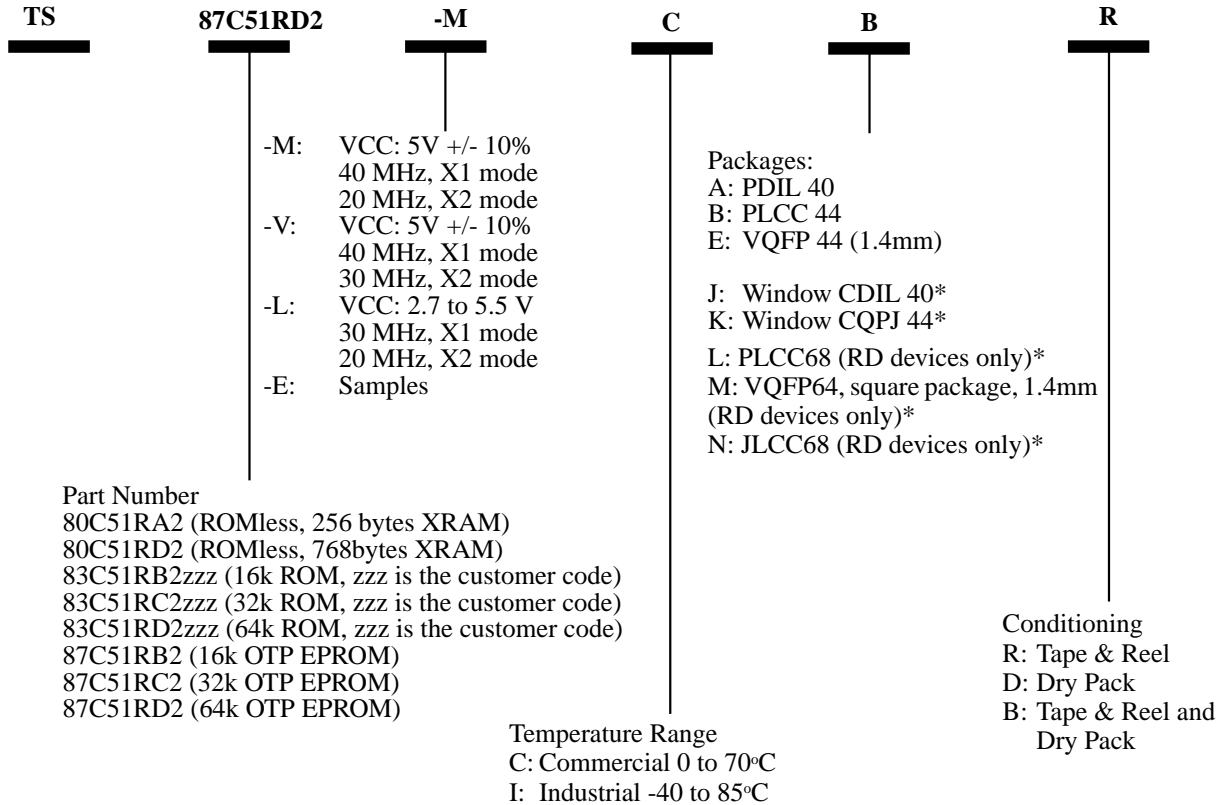 TS 87C51RD2 -M C B R
-M: VCC: 5V +/- 10%
40 MHz, X1 mode
20 MHz, X2 mode
-V: VCC: 5V +/- 10%
40 MHz, X1 mode
30 MHz, X2 mode
-L: VCC: 2.7 to 5.5 V
30 MHz, X1 mode
20 MHz, X2 mode
-E: Samples
Packages:
A: PDIL 40
B: PLCC 44
E: VQFP 44 (1.4mm)
J: Window CDIL 40*
K: Window CQPJ 44*
L: PLCC68 (RD devices only)*
M: VQFP64, square package, 1.4mm
(RD devices only)*
N: JLCC68 (RD devices only)*
Part Number
80C51RA2 (ROMless, 256 bytes XRAM)
80C51RD2 (ROMless, 768bytes XRAM)
83C51RB2zzz (16k ROM, zzz is the customer code)
83C51RC2zzz (32k ROM, zzz is the customer code)
83C51RD2zzz (64k ROM, zzz is the customer code)
87C51RB2 (16k OTP EPROM)
87C51RC2 (32k OTP EPROM)
87C51RD2 (64k OTP EPROM)
Conditioning
R: Tape & Reel
D: Dry Pack
B: Tape & Reel and
Dry Pack
Temperature Range
C: Commercial 0 to 70°C
I: Industrial -40 to 85°C